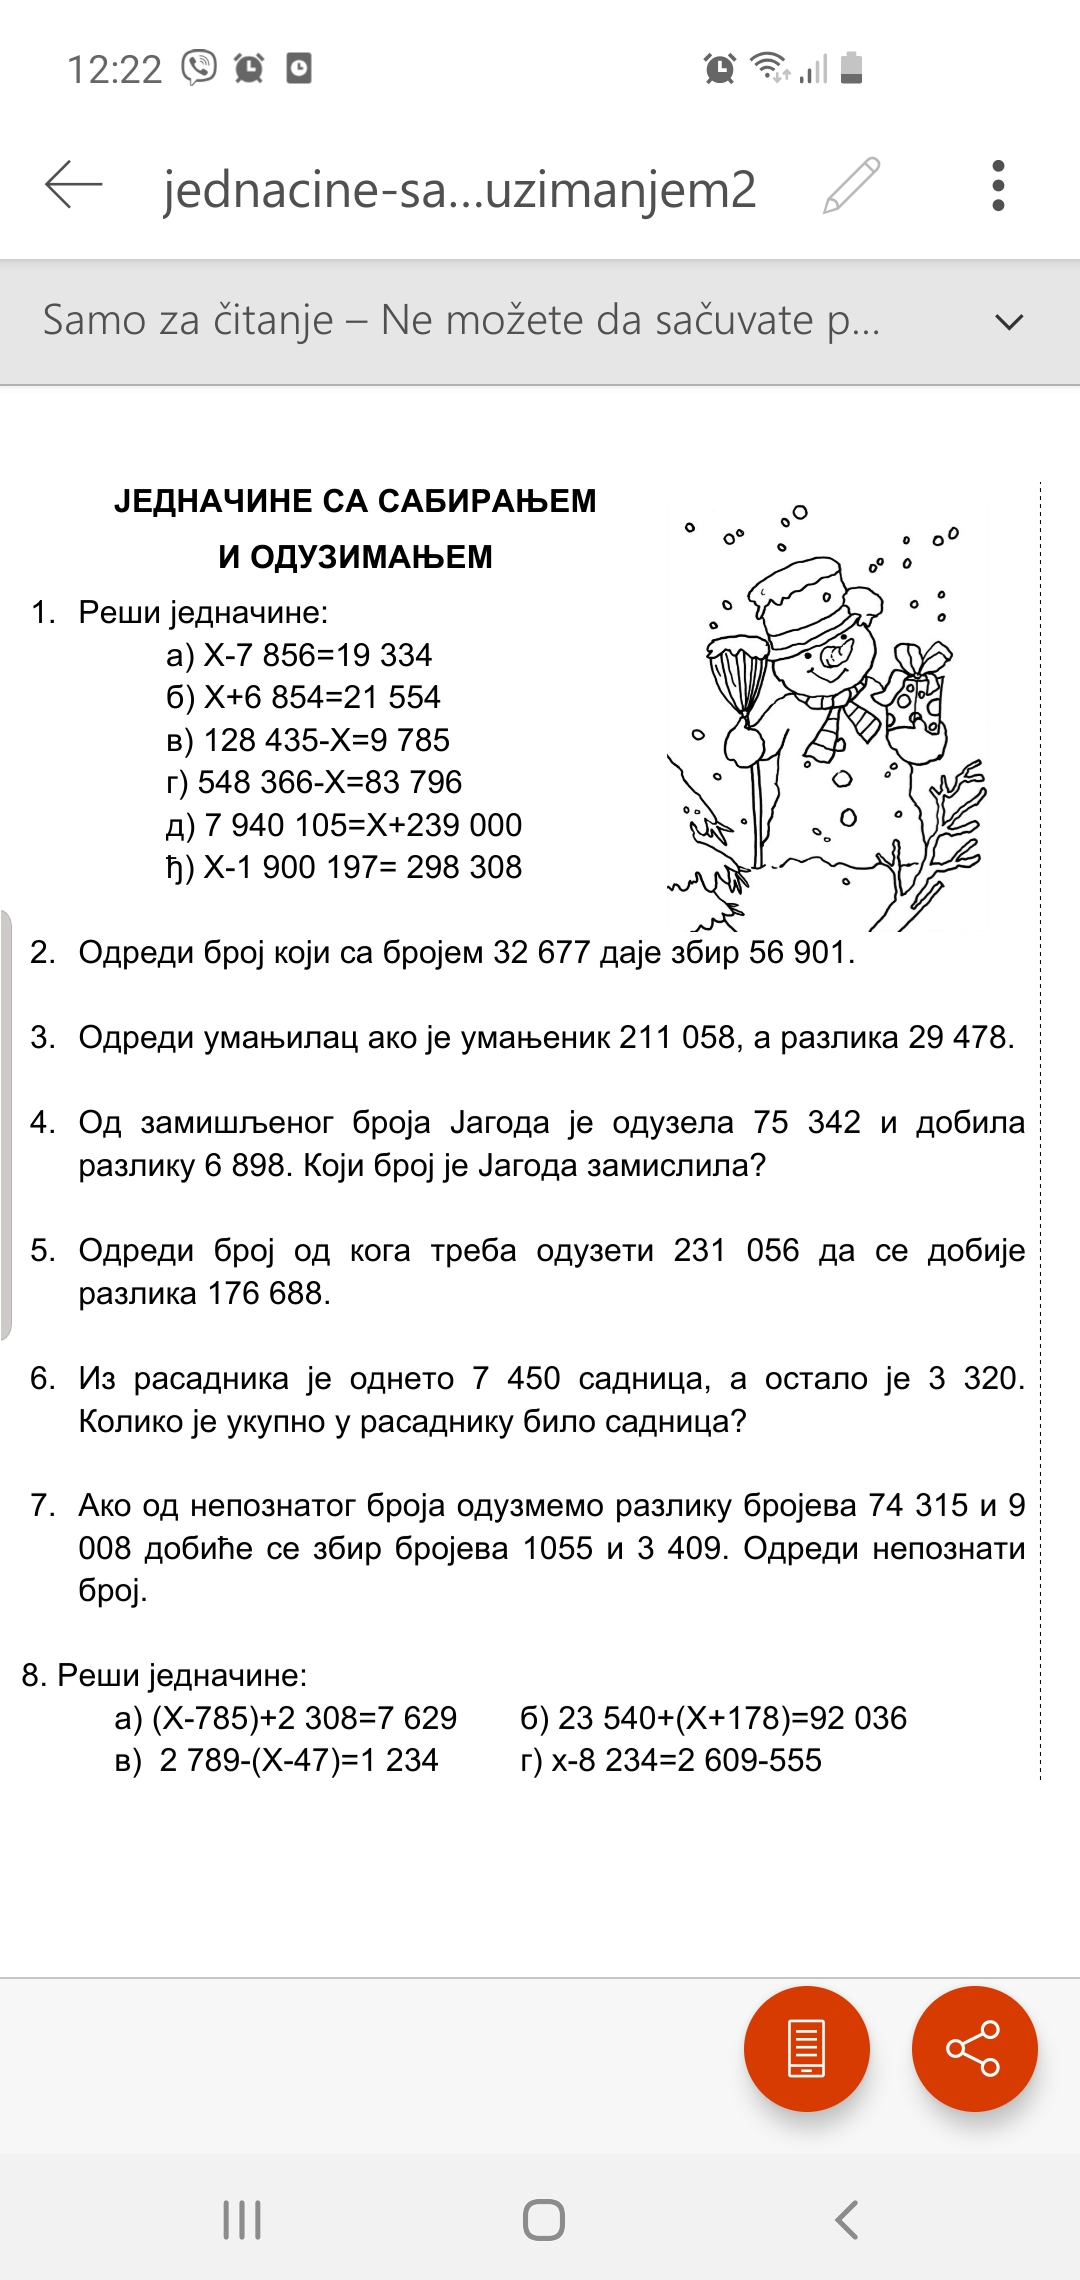 12:22
jednacine-sa...uzimanjem2
Samo za čitanje – Ne možete da sačuvate p...
ЈЕДНАЧИНЕ СА САБИРАЊЕМ
И ОДУЗИМАЊЕМ
1. Реши једначине:
а) X-7 856=19 334
б) X+6 854=21 554
в) 128 435-X=9 785
г) 548 366-X=83 796
д) 7 940 105=X+239 000
ђ) X-1 900 197= 298 308
2. Одреди број који са бројем 32 677 даје збир 56 901.
3. Одреди умањилац ако је умањеник 211 058, а разлика 29 478.
4. Од замишљеног броја Јагода је одузела 75 342 и добила
разлику 6 898. Који број је Јагода замислила?
5. Одреди број од кога треба одузети 231 056 да се добије
разлика 176 688.
6. Из расадника је однето 7 450 садница, а остало је 3 320.
Колико је укупно у расаднику било садница?
7. Ако од непознатог броја одузмемо разлику бројева 74 315 и 9
008 добиће се збир бројева 1055 и 3 409. Одреди непознати
број.
8. Реши једначине:
а) (X-785)+2 308=7 629 б) 23 540+(X+178)=92 036
в) 2 789-(X-47)=1 234 г) x-8 234=2 609-555